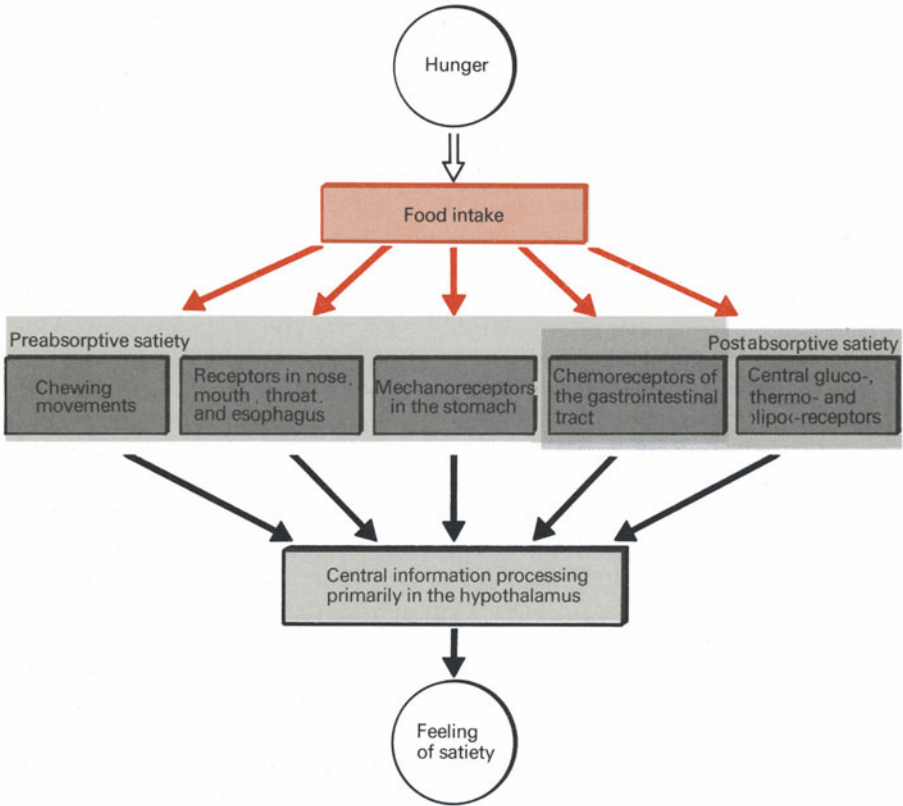 Hunger
Food intake
Preabsorptive satiety
Postabsorptive satiety
Chewing
movements
Receptors in nose,
mouth , throat,
and esophagus
Mechanoreceptors
in the stomach
Chemoreceptors of
the gastrointestinal
tract
Central gluco-,
thermo- and
»lipo«-receptors
Central information processing
primarily in the hypothalamus
Feeling
of satiety